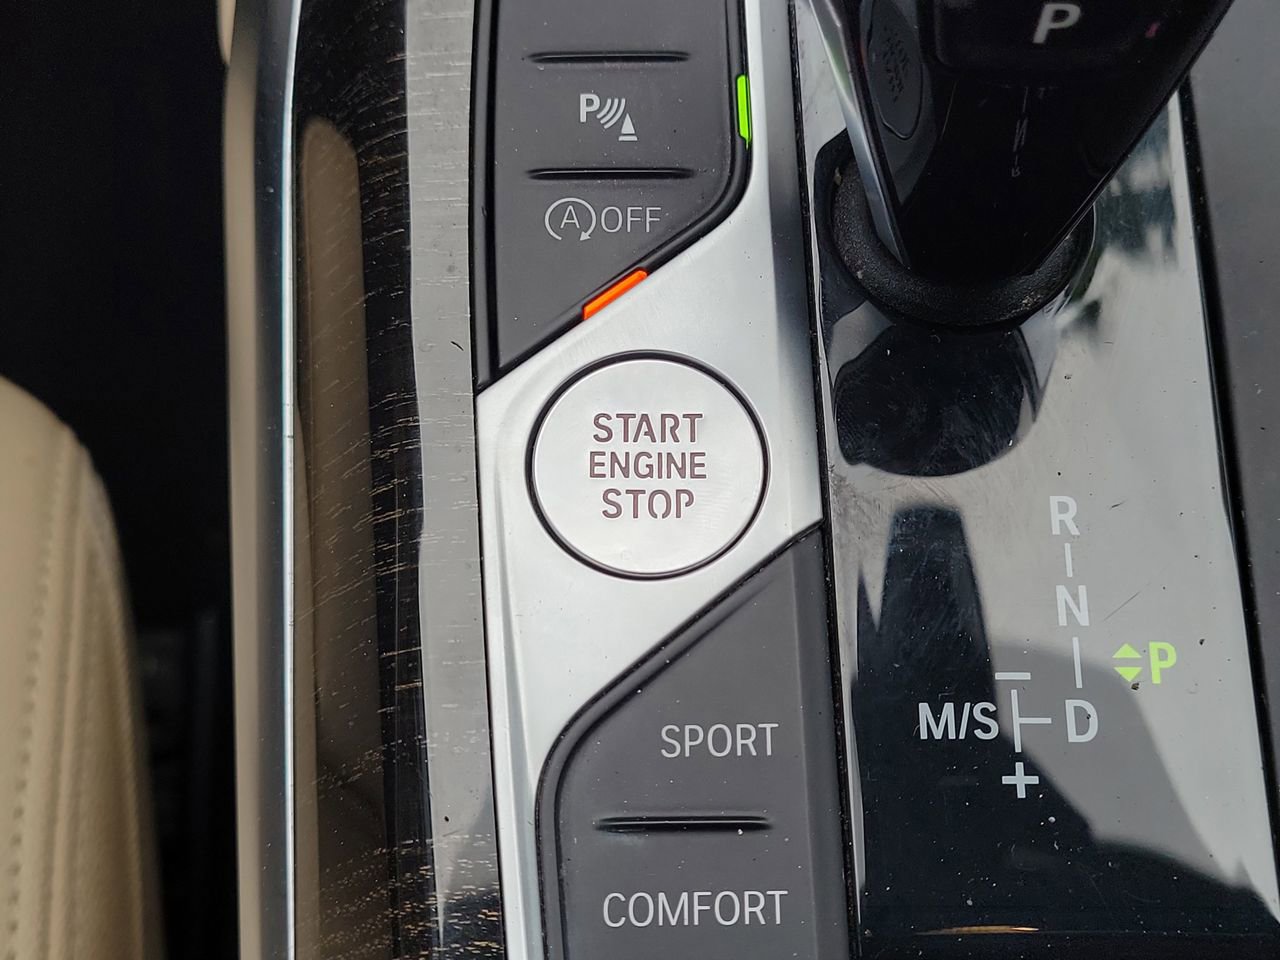 P
P
A OFF
START
ENGINE
STOP
R
N
P
M/S D
+
SPORT
COMFORT